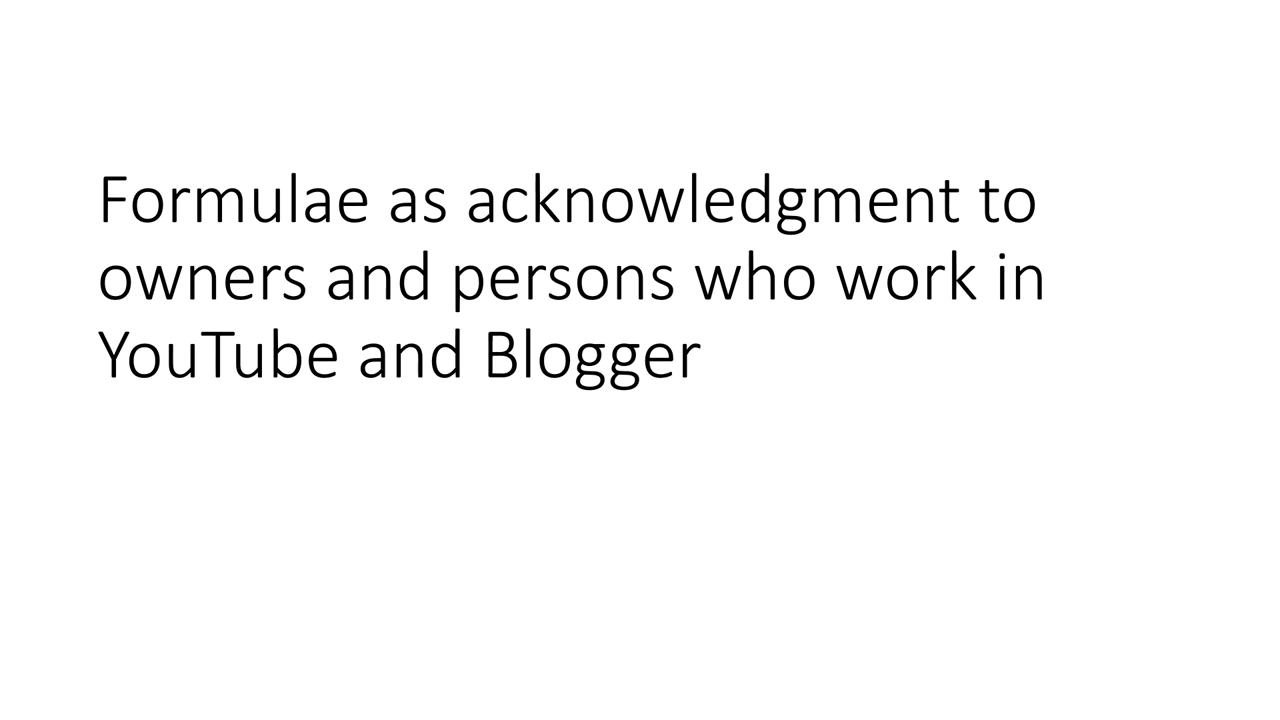 Formulae as acknowledgment to
owners and persons who work in
YouTube and Blogger